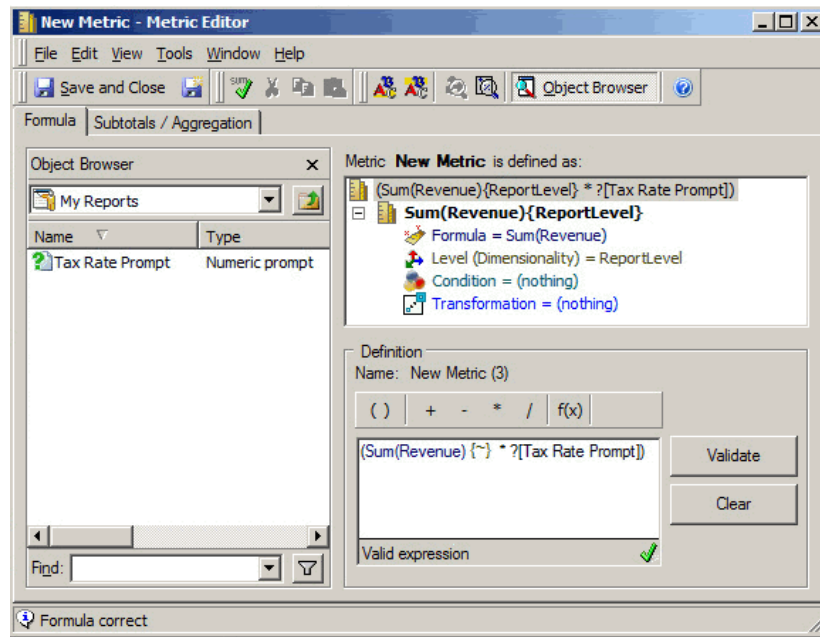 New Metric - Metric Editor
File Edit View Tools Window Help
Save and Close Object Browser
Formula Subtotals / Aggregation
Object Browser
My Reports
Name Type
Tax Rate Prompt Numeric prompt
Find:
Metric New Metric is defined as:
(Sum(Revenue){ReportLevel} * ?[Tax Rate Prompt])
Sum(Revenue){ReportLevel}
Formula = Sum(Revenue)
Level (Dimensionality) = ReportLevel
Condition = (nothing)
Transformation = (nothing)
Definition
Name: New Metric (3)
( ) + - * / f(x)
(Sum(Revenue) {~} * ?[Tax Rate Prompt])
Validate
Clear
Valid expression
Formula correct